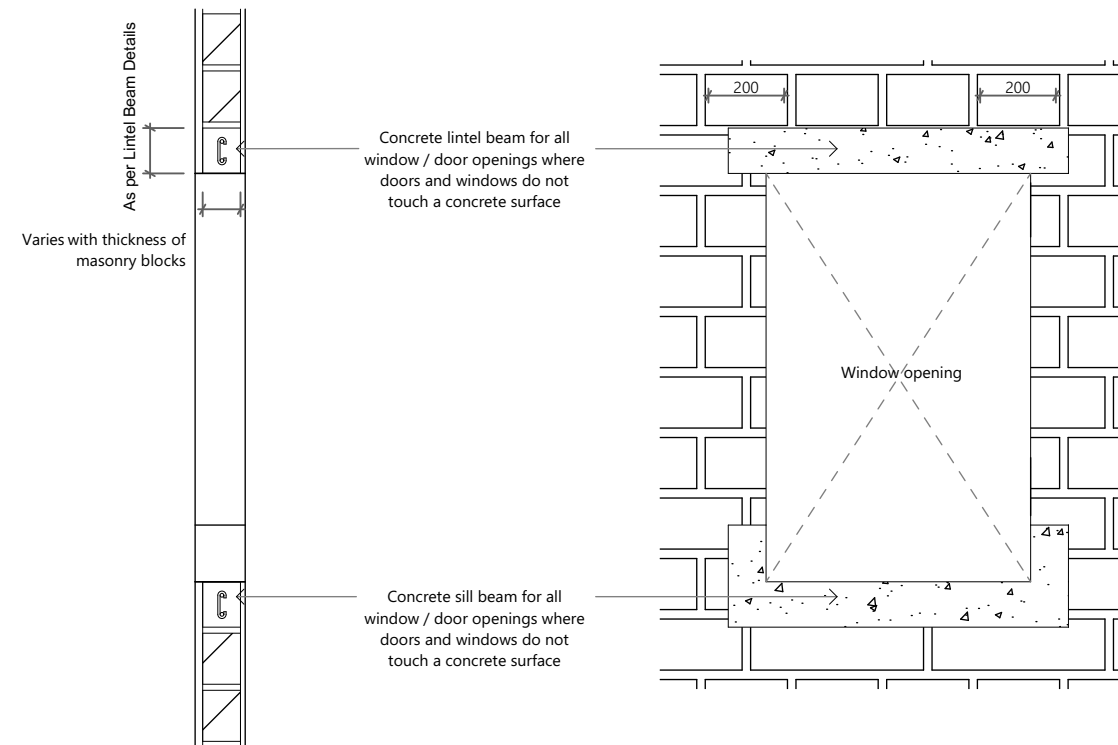 As per Lintel Beam Details
200
200
Concrete lintel beam for all
window / door openings where
doors and windows do not
touch a concrete surface
Varies with thickness of
masonry blocks
Window opening
Concrete sill beam for all
window / door openings where
doors and windows do not
touch a concrete surface